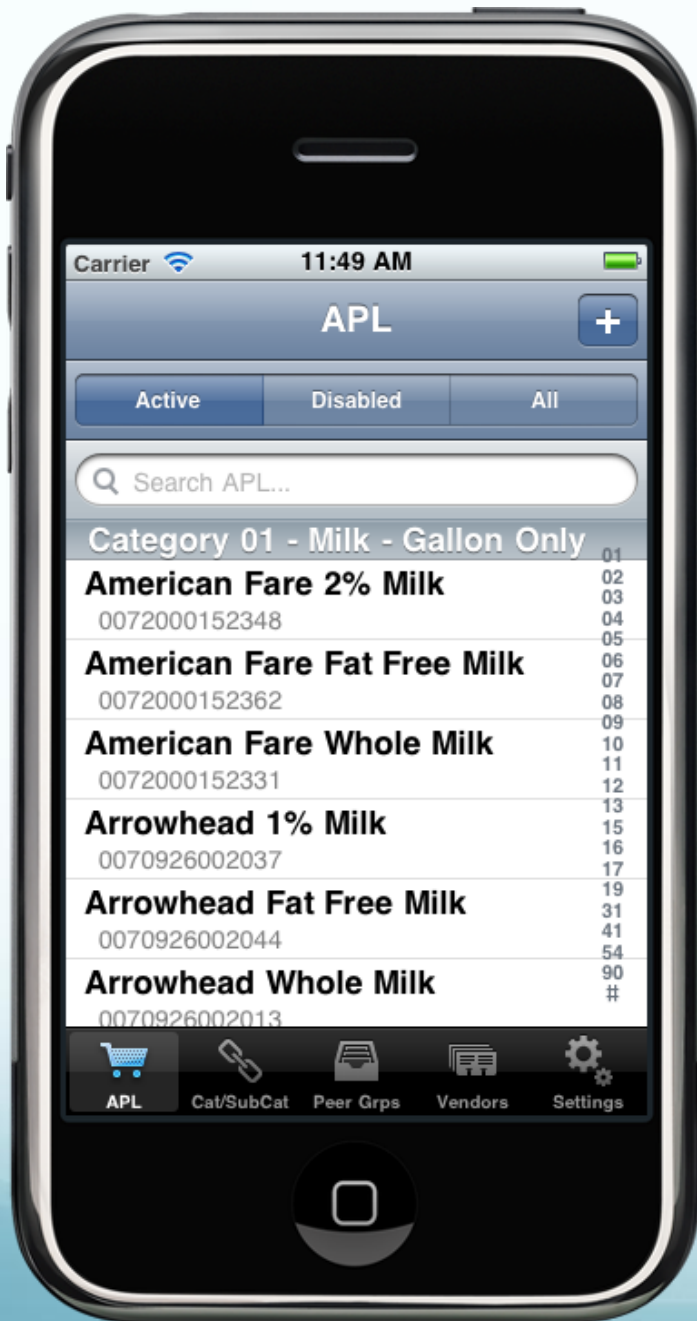 Carrier 11:49 AM
APL +
Active Disabled All
Search APL...
Category 01 - Milk - Gallon Only
American Fare 2% Milk
0072000152348
American Fare Fat Free Milk
0072000152362
American Fare Whole Milk
0072000152331
Arrowhead 1% Milk
0070926002037
Arrowhead Fat Free Milk
0070926002044
Arrowhead Whole Milk
0070926002013
01
02
03
04
05
06
07
08
09
10
11
12
13
15
16
17
19
31
41
54
90
#
APL Cat/SubCat Peer Grps Vendors Settings